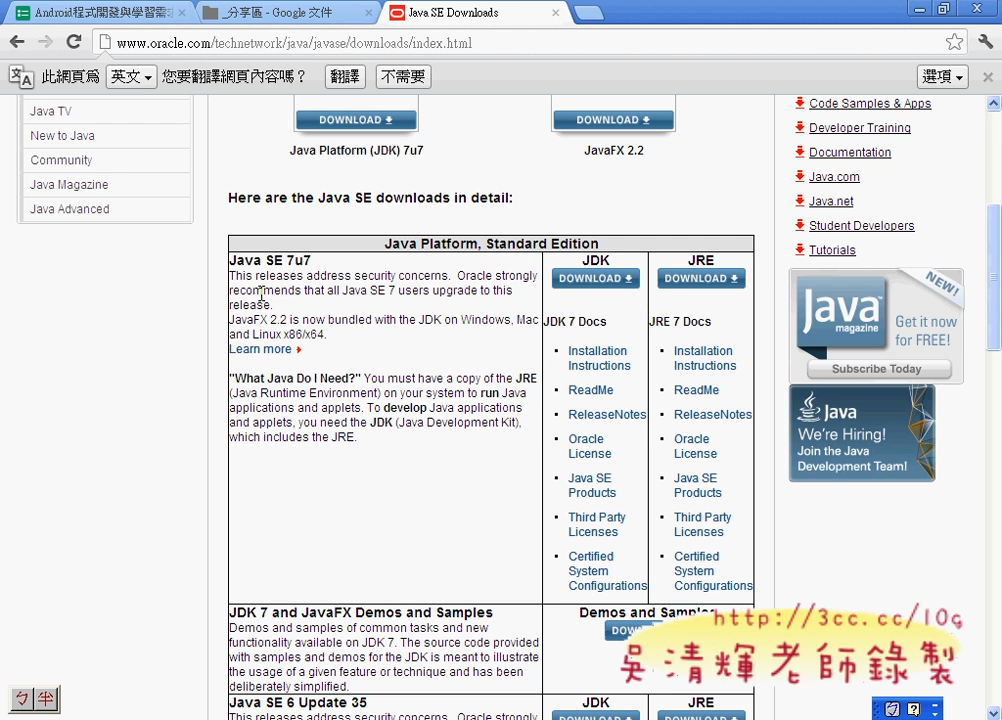 Android程式開發與學習需求
_分享區 - Google 文件
Java SE Downloads
www.oracle.com/technetwork/java/javase/downloads/index.html
此網頁為 英文 您要翻譯網頁內容嗎？ 翻譯 不需要 選項
Java TV
New to Java
Community
Java Magazine
Java Advanced
DOWNLOAD
DOWNLOAD
Java Platform (JDK) 7u7
JavaFX 2.2
Here are the Java SE downloads in detail:
Java Platform, Standard Edition
Java SE 7u7
This releases address security concerns. Oracle strongly
recommends that all Java SE 7 users upgrade to this
release.
JavaFX 2.2 is now bundled with the JDK on Windows, Mac
and Linux x86/x64.
Learn more
"What Java Do I Need?" You must have a copy of the JRE
(Java Runtime Environment) on your system to run Java
applications and applets. To develop Java applications
and applets, you need the JDK (Java Development Kit),
which includes the JRE.
JDK
DOWNLOAD
JDK 7 Docs
Installation
Instructions
ReadMe
ReleaseNotes
Oracle
License
Java SE
Products
Third Party
Licenses
Certified
System
Configurations
JRE
DOWNLOAD
JRE 7 Docs
Installation
Instructions
ReadMe
ReleaseNotes
Oracle
License
Java SE
Products
Third Party
Licenses
Certified
System
Configurations
JDK 7 and JavaFX Demos and Samples
Demos and samples of common tasks and new
functionality available on JDK 7. The source code provided
with samples and demos for the JDK is meant to illustrate
the usage of a given feature or technique and has been
deliberately simplified.
Demos and Samples
Java SE 6 Update 35
This releases address security concerns. Oracle strongly
JDK
DOWNLOAD
JRE
DOWNLOAD
Code Samples & Apps
Developer Training
Documentation
Java.com
Java.net
Student Developers
Tutorials
NEW!
Java
magazine
Get it now
for FREE!
Subscribe Today
Java
We're Hiring!
Join the Java
Development Team!
http://3cc.cc/10g
吳清輝老師錄製
ㄅ 半